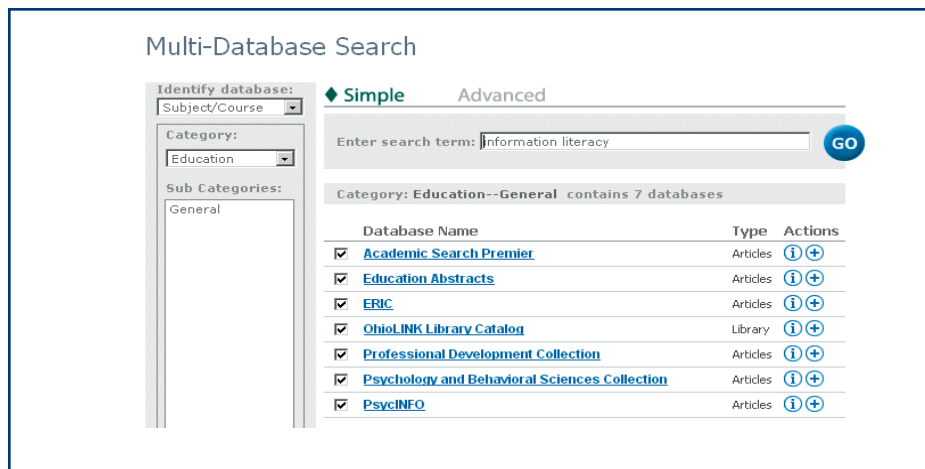 Multi-Database Search
Identify database:
Subject/Course
Category:
Education
Sub Categories:
General
Simple Advanced
Enter search term: information literacy GO
Category: Education--General contains 7 databases
Database Name Type Actions
Academic Search Premier Articles
Education Abstracts Articles
ERIC Articles
OhioLINK Library Catalog Library
Professional Development Collection Articles
Psychology and Behavioral Sciences Collection Articles
PsycINFO Articles